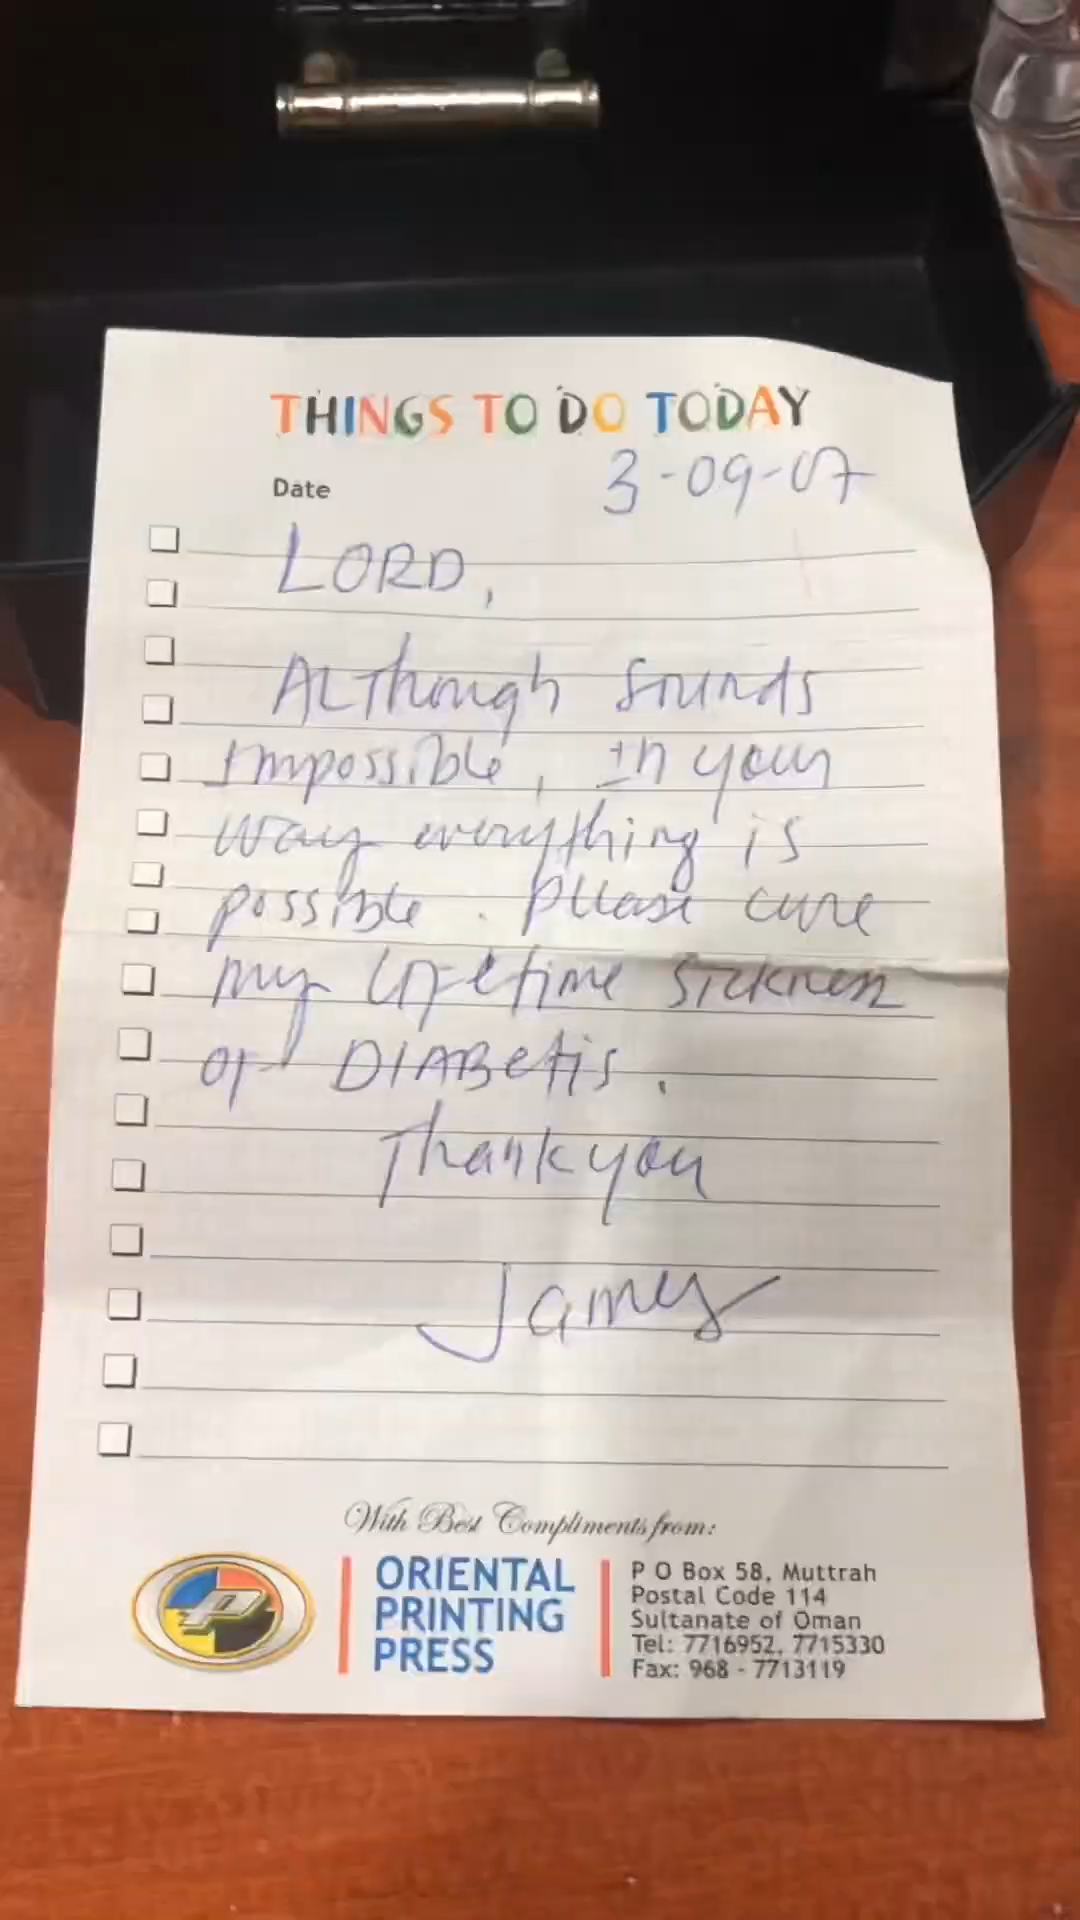 THINGS TO DO TODAY
Date 3-09-07
LORD,
ALThough Sounds
Impossible, In your
way everything is
possible. please cure
my Lifetime sickness
of DIABetis.
Thank you
James
With Best Compliments from:
ORIENTAL
PRINTING
PRESS
P O Box 58, Muttrah
Postal Code 114
Sultanate of Oman
Tel: 7716952, 7715330
Fax: 968 - 7713119